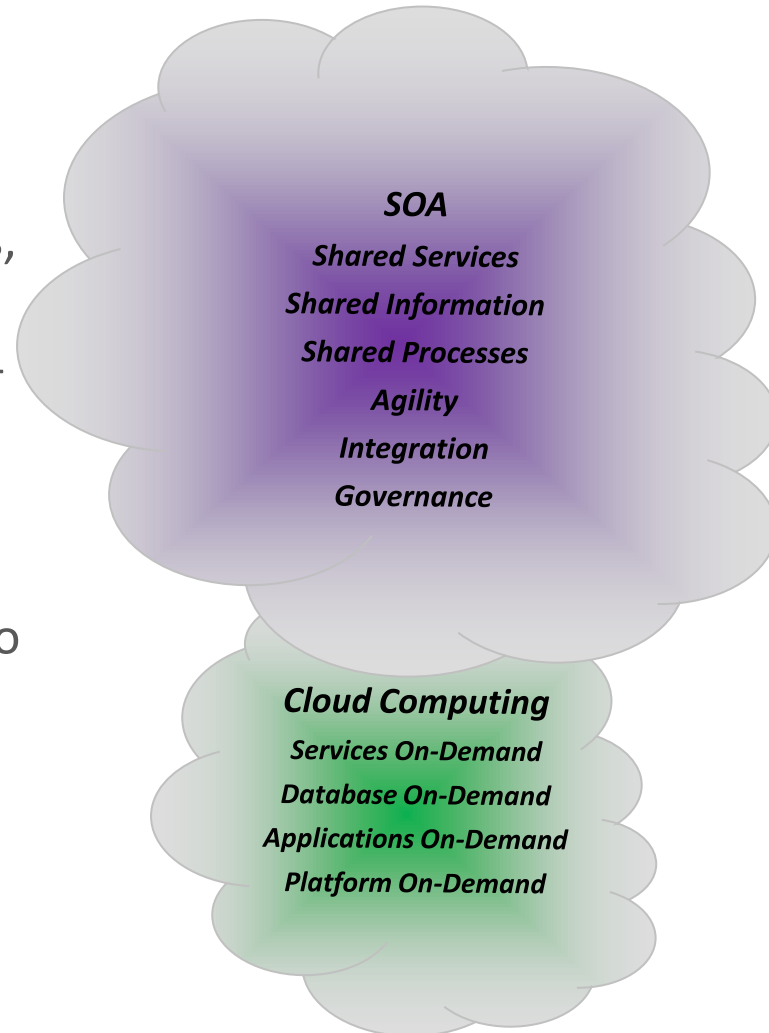 SOA
Shared Services
Shared Information
Shared Processes
Agility
Integration
Governance
Cloud Computing
Services On-Demand
Database On-Demand
Applications On-Demand
Platform On-Demand